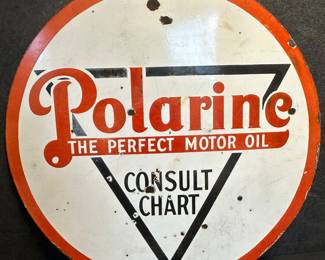 Polarine
THE PERFECT MOTOR OIL
CONSULT
CHART